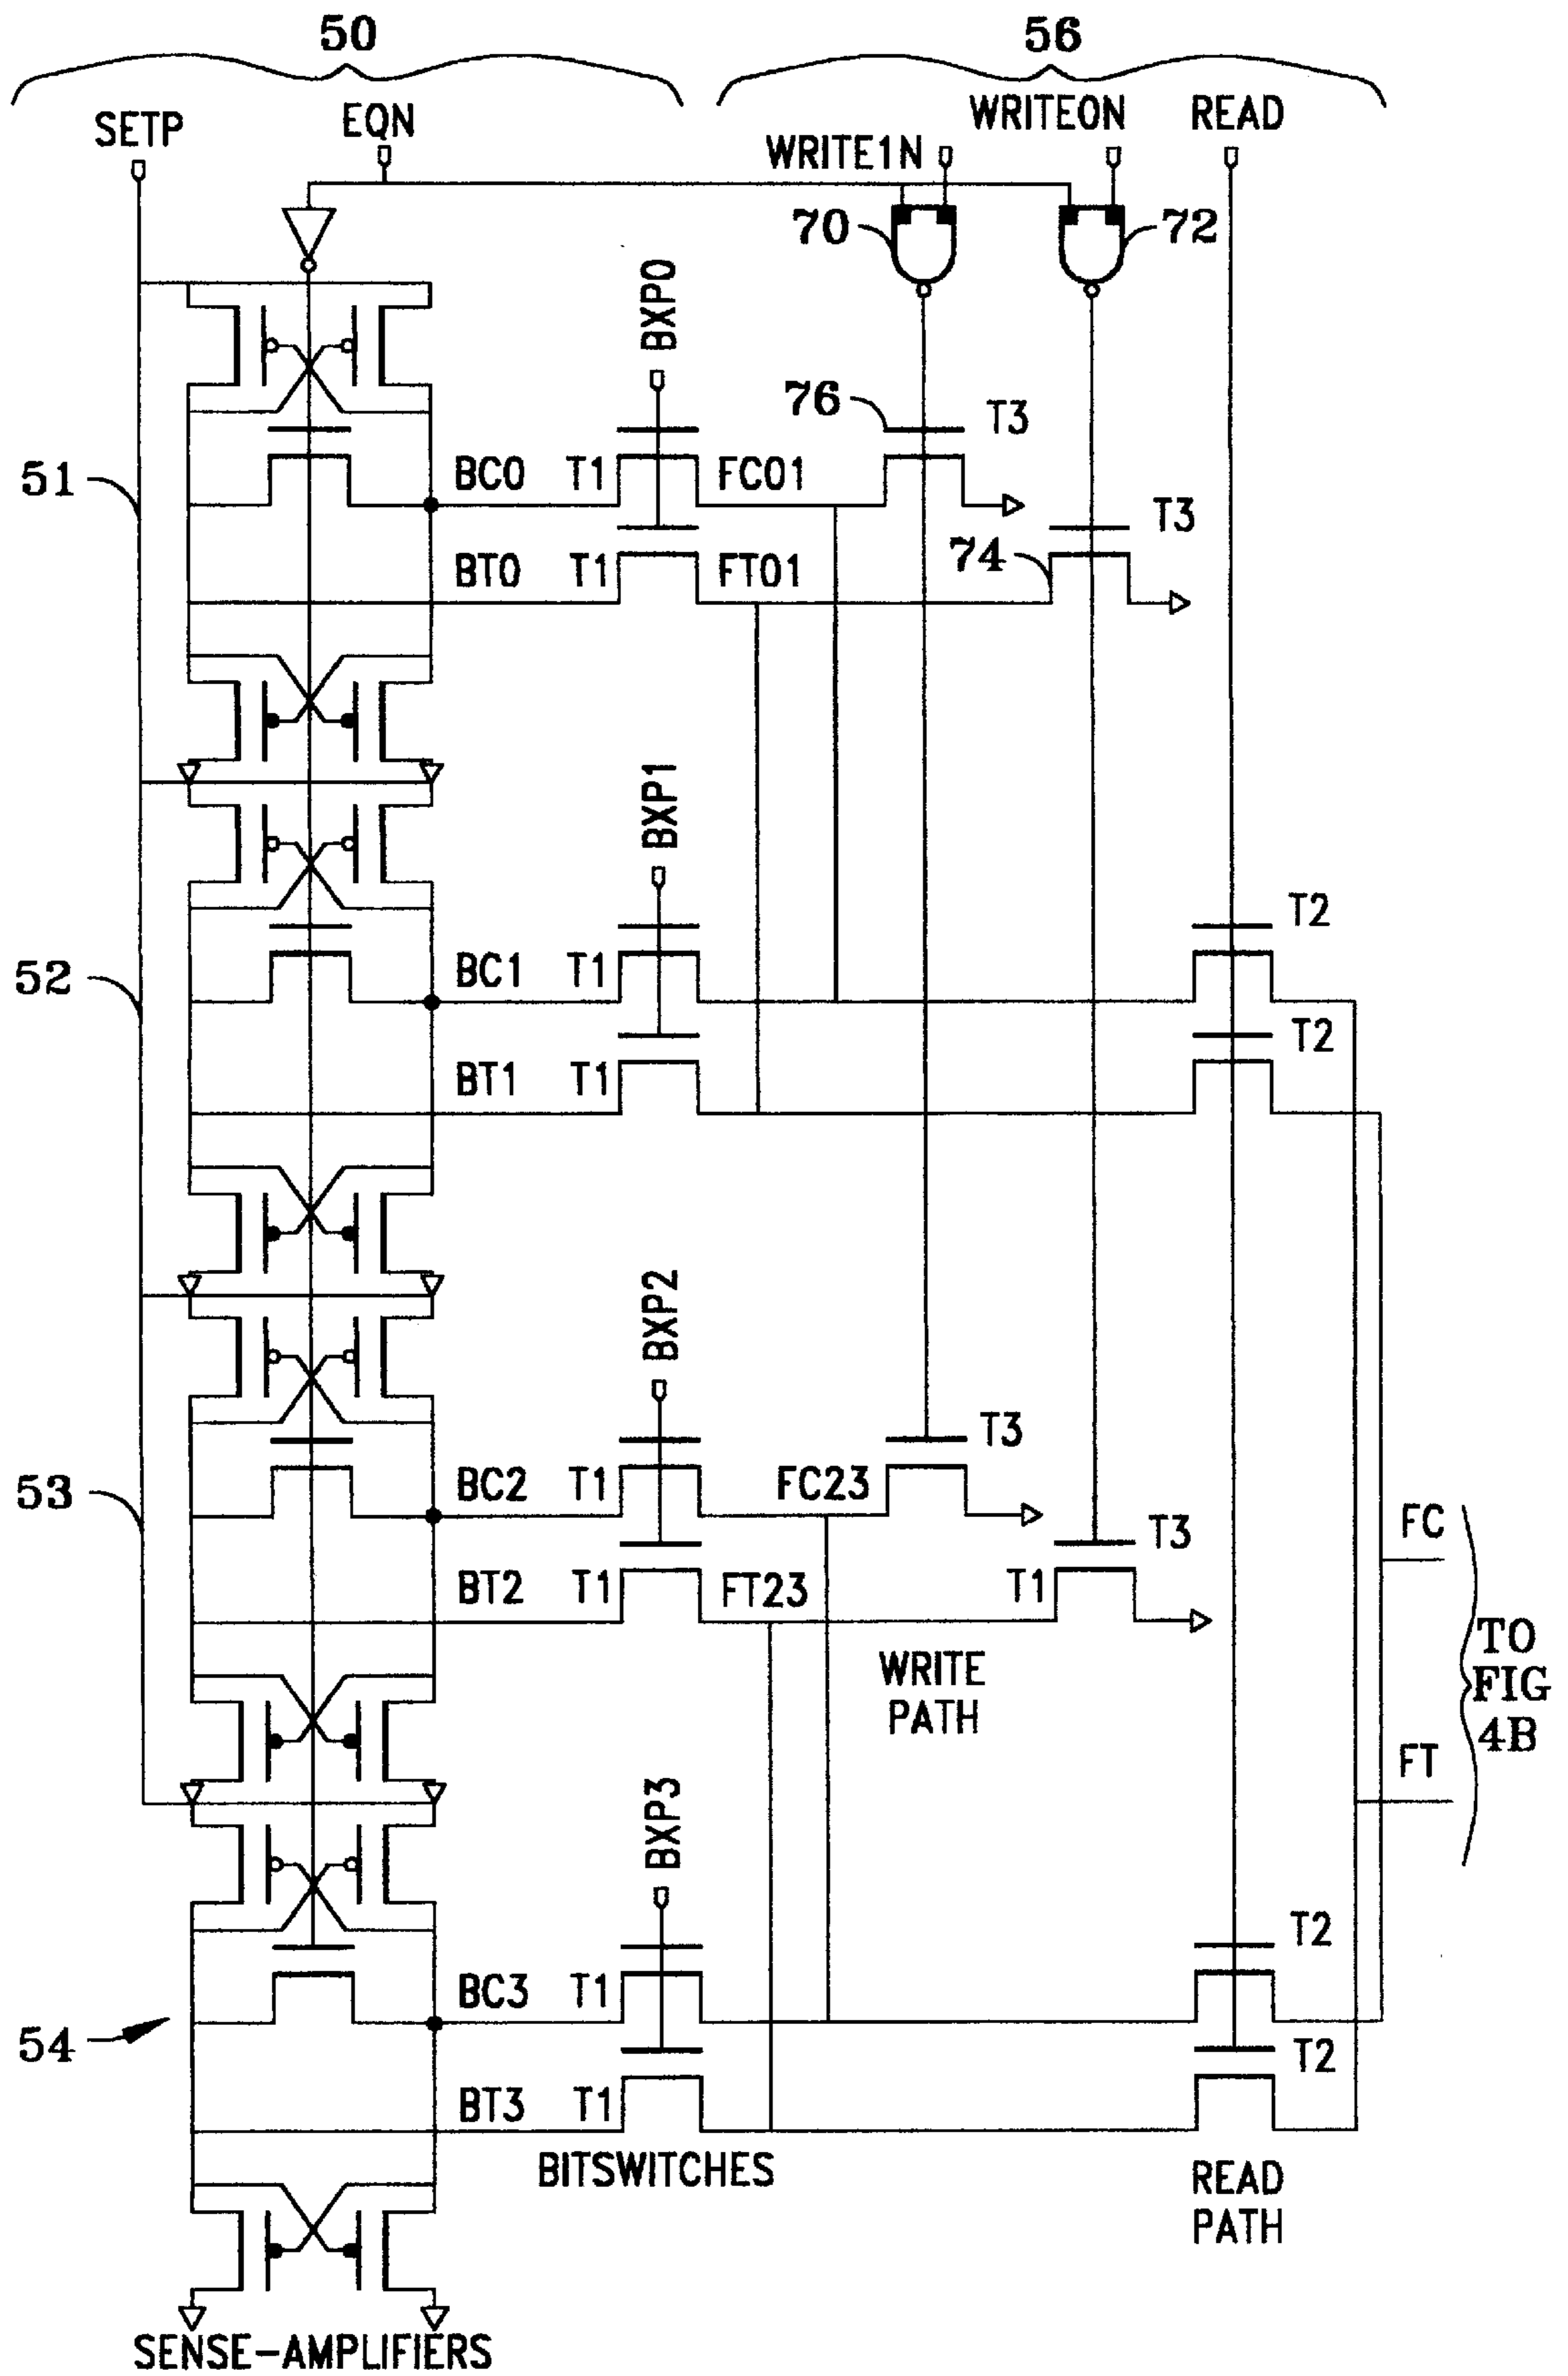 50
56
SETP
EQN
WRITE1N
WRITEON
READ
70
72
BXP0
76
T3
51
BC0
T1
FC01
T3
BT0
T1
FT01
74
BXP1
T2
52
BC1
T1
T2
BT1
T1
BXP2
T3
53
BC2
T1
FC23
T3
FC
BT2
T1
FT23
T1
WRITE
PATH
TO
FIG
4B
FT
BXP3
T2
BC3
T1
54
T2
BT3
T1
BITSWITCHES
READ
PATH
SENSE-AMPLIFIERS